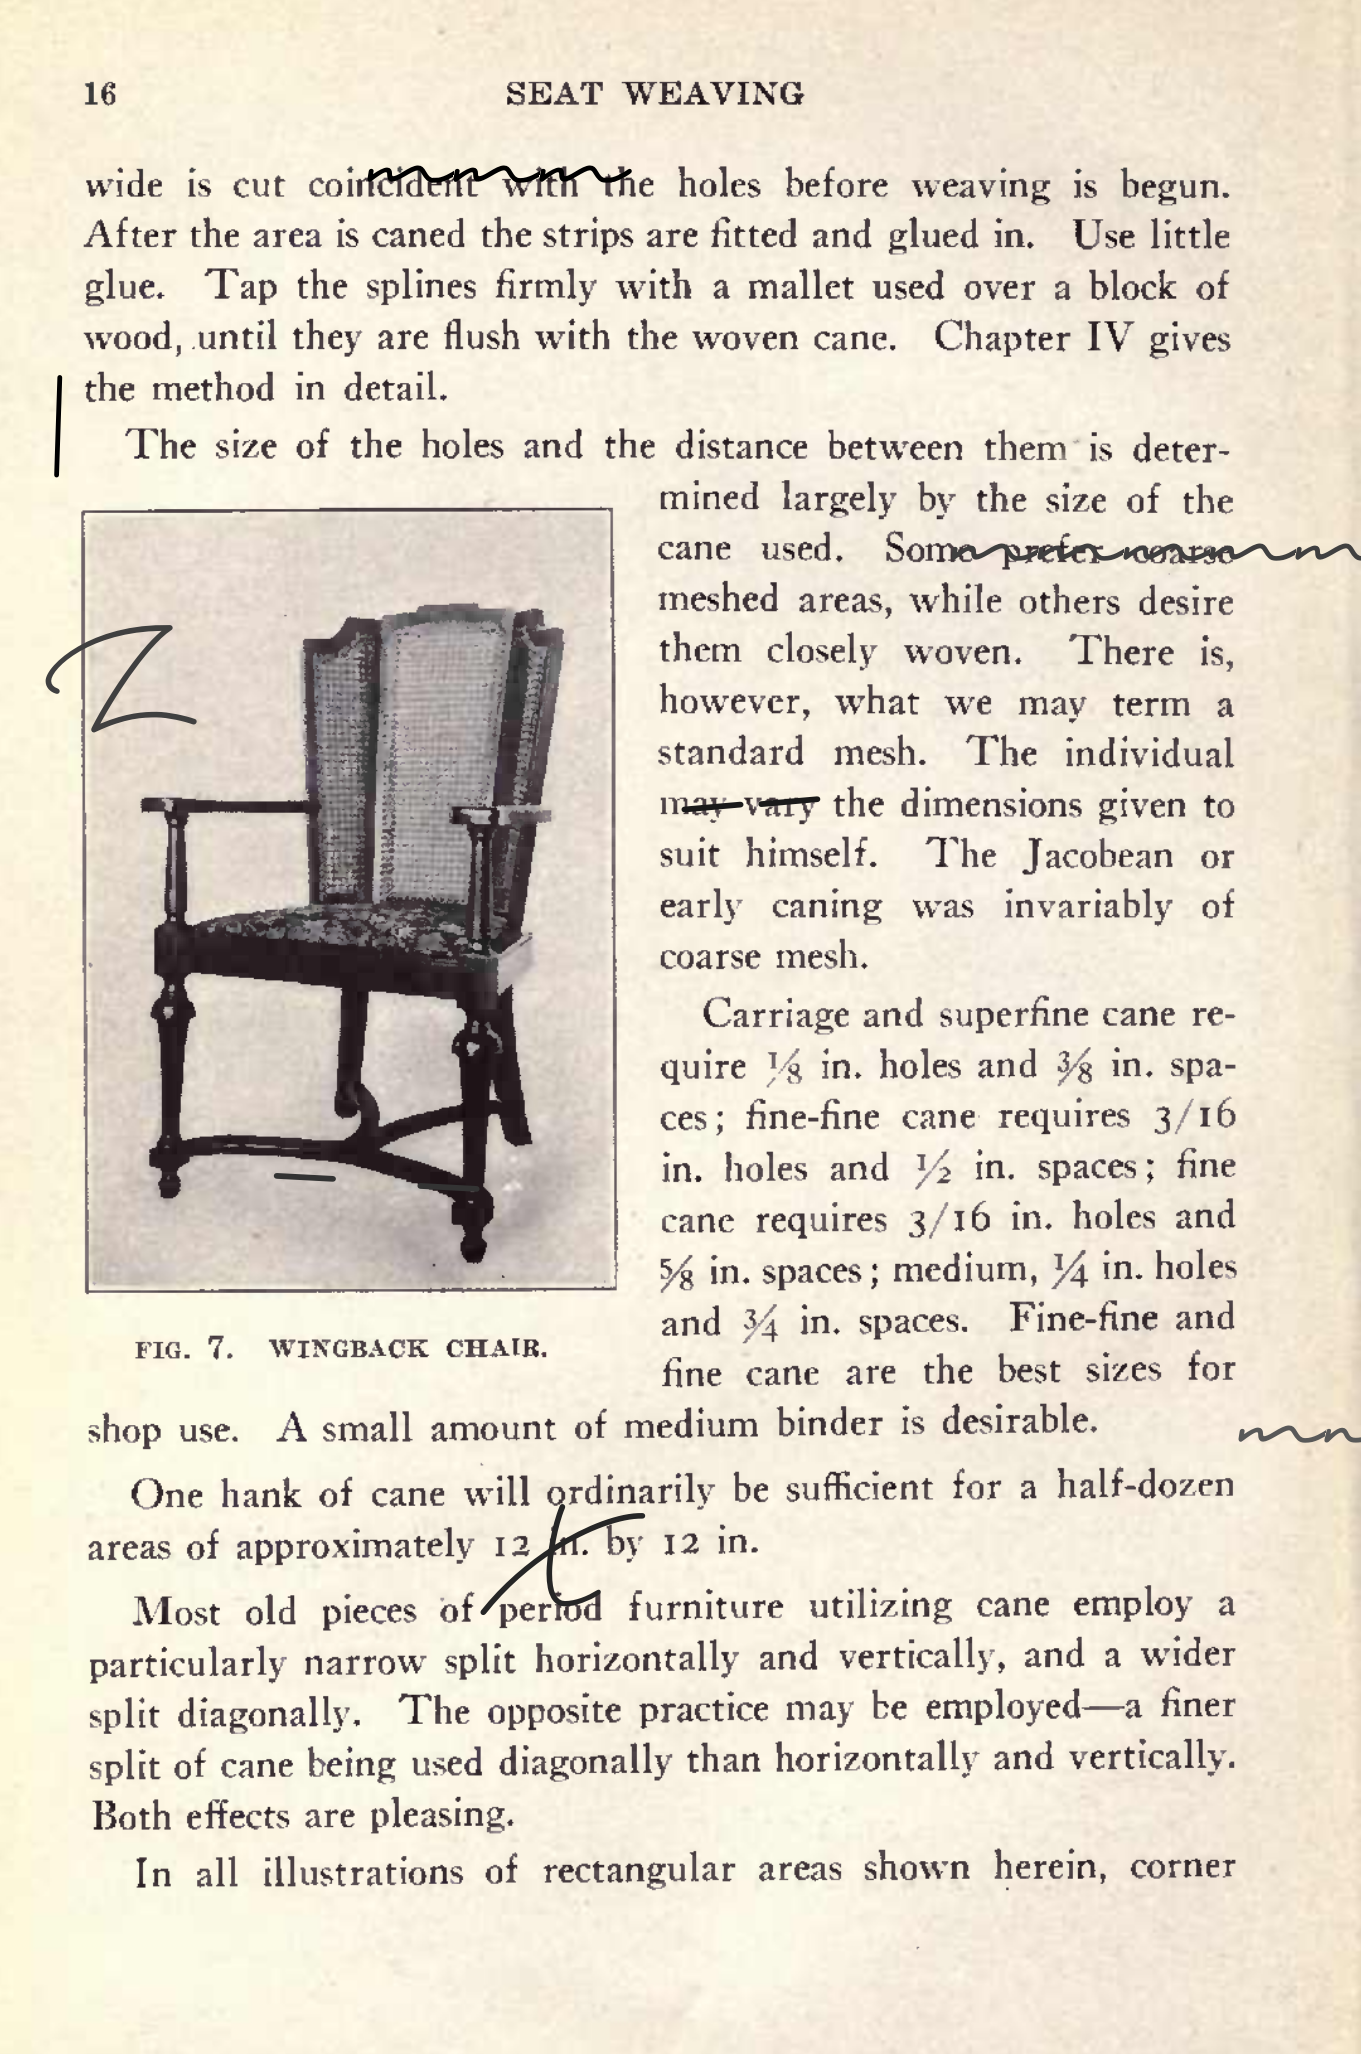 16
SEAT WEAVING
wide is cut coincident with the holes before weaving is begun.
After the area is caned the strips are fitted and glued in. Use little
glue. Tap the splines firmly with a mallet used over a block of
wood, until they are flush with the woven cane. Chapter IV gives
the method in detail.
The size of the holes and the distance between them is deter-
mined largely by the size of the
cane used. Some prefer coarse
meshed areas, while others desire
them closely woven. There is,
however, what we may term a
standard mesh. The individual
may vary the dimensions given to
suit himself. The Jacobean or
early caning was invariably of
coarse mesh.
Carriage and superfine cane re-
quire ⅛ in. holes and ⅜ in. spa-
ces; fine-fine cane requires 3/16
in. holes and ½ in. spaces; fine
cane requires 3/16 in. holes and
⅝ in. spaces; medium, ¼ in. holes
and ¾ in. spaces. Fine-fine and
fine cane are the best sizes for
FIG. 7. WINGBACK CHAIR.
shop use. A small amount of medium binder is desirable.
One hank of cane will ordinarily be sufficient for a half-dozen
areas of approximately 12 in. by 12 in.
Most old pieces of period furniture utilizing cane employ a
particularly narrow split horizontally and vertically, and a wider
split diagonally. The opposite practice may be employed—a finer
split of cane being used diagonally than horizontally and vertically.
Both effects are pleasing.
In all illustrations of rectangular areas shown herein, corner